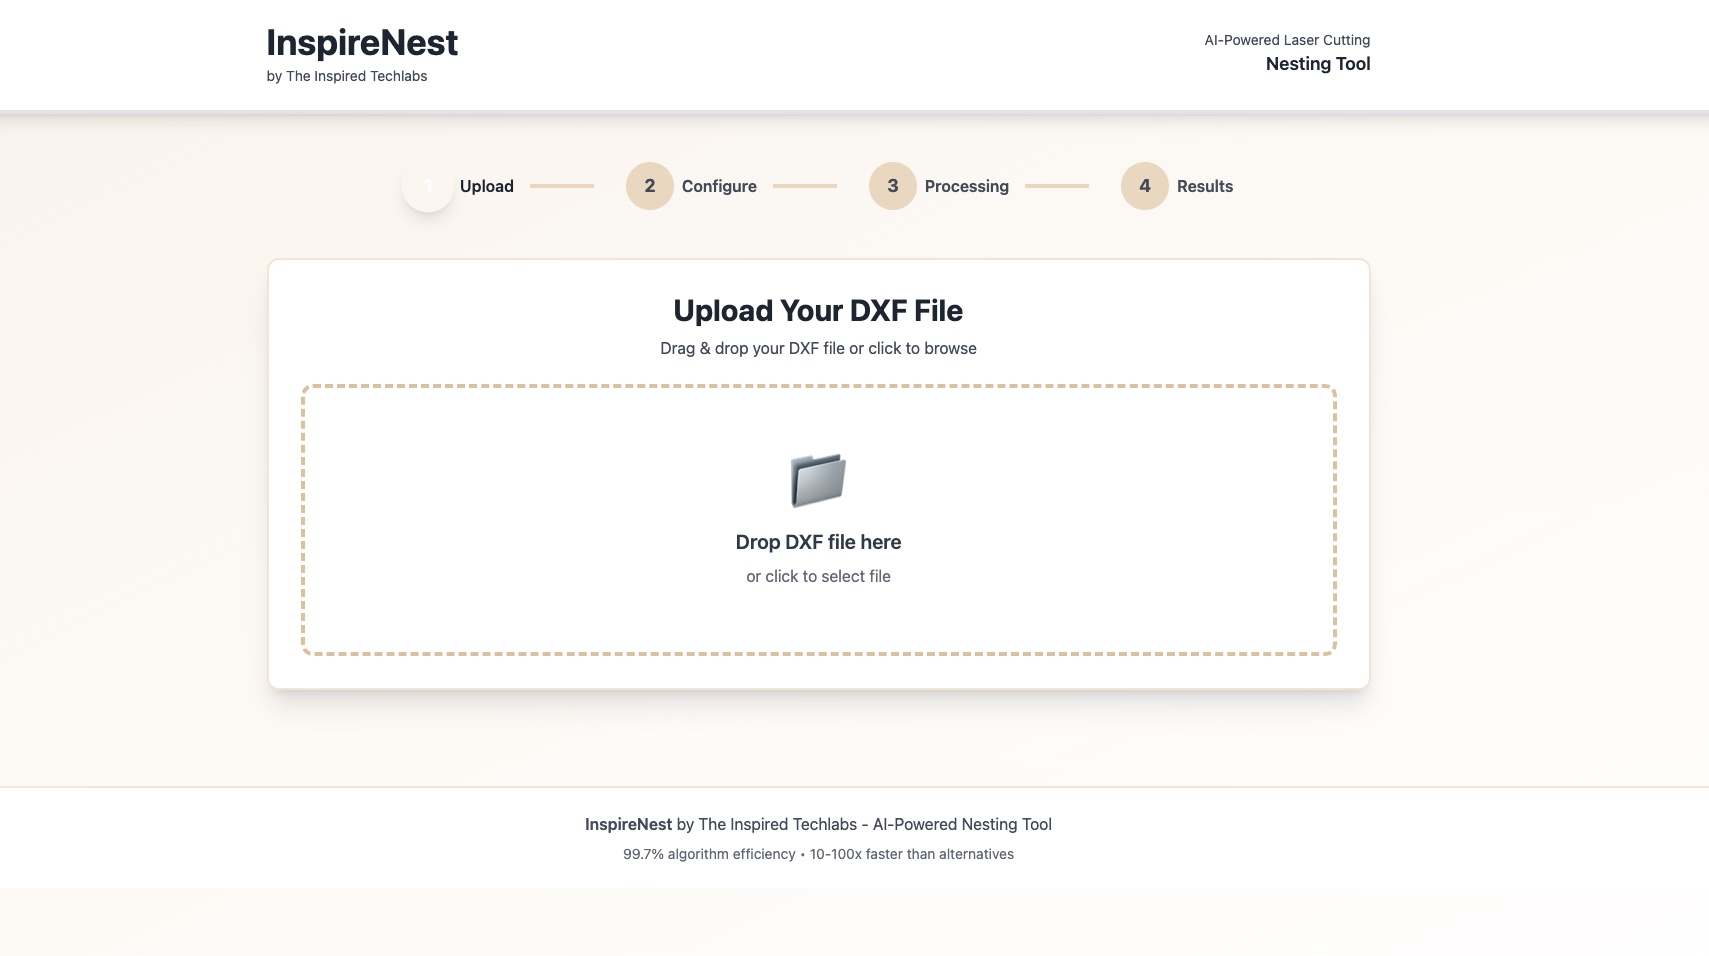 InspireNest
by The Inspired Techlabs
AI-Powered Laser Cutting
Nesting Tool
1 Upload
2 Configure
3 Processing
4 Results
Upload Your DXF File
Drag & drop your DXF file or click to browse
Drop DXF file here
or click to select file
InspireNest by The Inspired Techlabs - AI-Powered Nesting Tool
99.7% algorithm efficiency • 10-100x faster than alternatives